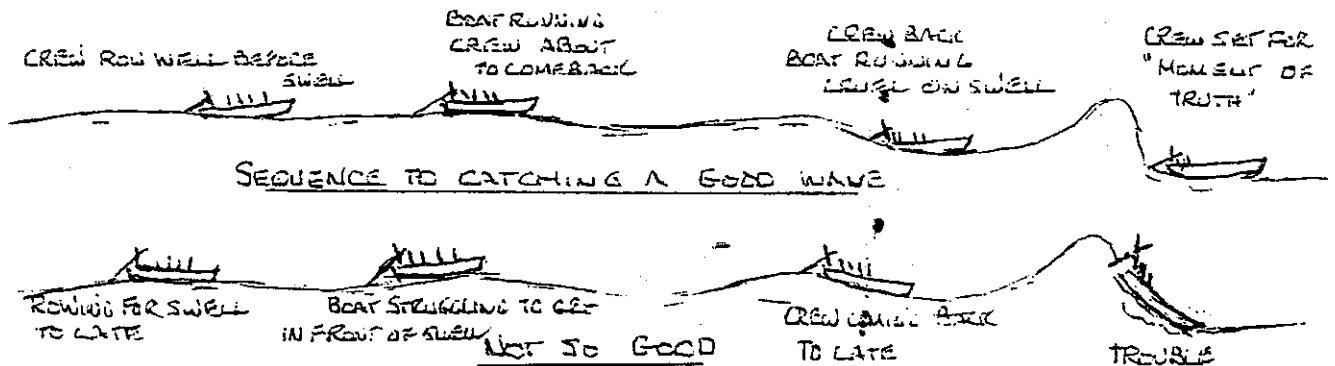 CREW ROW WELL BEFORE
SWELL
BOAT RUNNING
CREW ABOUT
TO COMEBACK
CREW BACK
BOAT RUNNING
LEVEL ON SWELL
CREW SET FOR
"MOMENT OF
TRUTH"
SEQUENCE TO CATCHING A GOOD WAVE
ROWING FOR SWELL
TO LATE
BOAT STRUGGLING TO GET
IN FRONT OF SWELL
CREW COMING BACK
TO LATE
TROUBLE
NOT SO GOOD